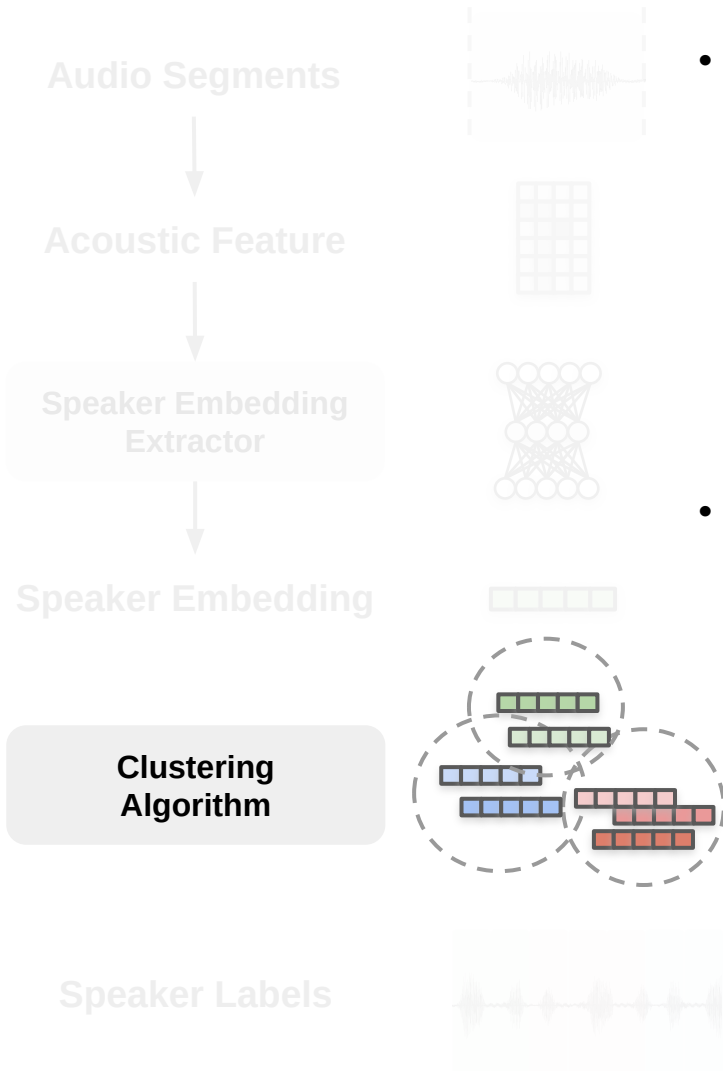 Audio Segments
Acoustic Feature
Speaker Embedding
Extractor
Speaker Embedding
Clustering
Algorithm
Speaker Labels